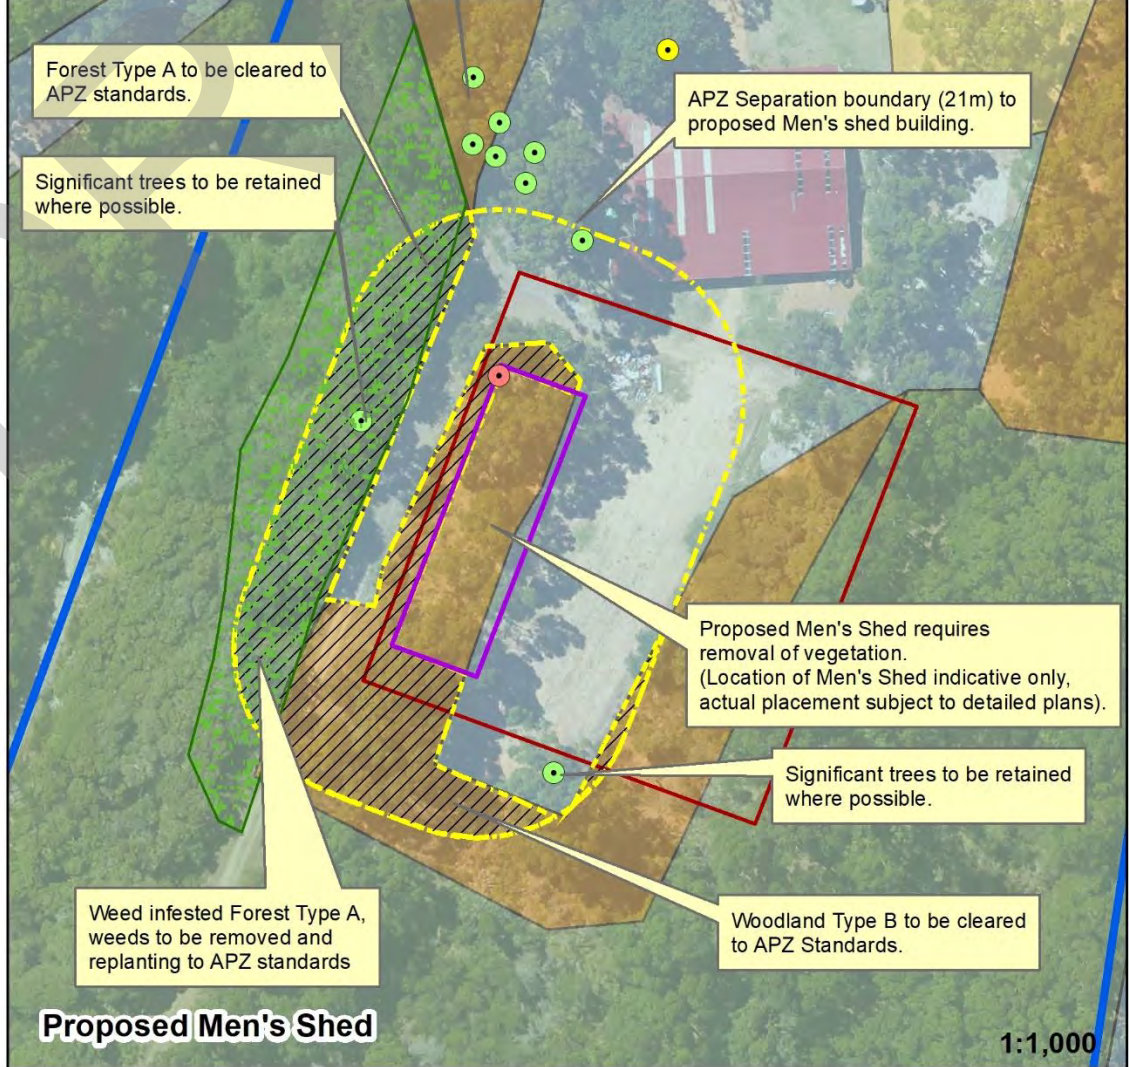 Forest Type A to be cleared to
APZ standards.
APZ Separation boundary (21m) to
proposed Men's shed building.
Significant trees to be retained
where possible.
Proposed Men's Shed requires
removal of vegetation.
(Location of Men's Shed indicative only,
actual placement subject to detailed plans).
Significant trees to be retained
where possible.
Weed infested Forest Type A,
weeds to be removed and
replanting to APZ standards
Woodland Type B to be cleared
to APZ Standards.
Proposed Men's Shed
1:1,000